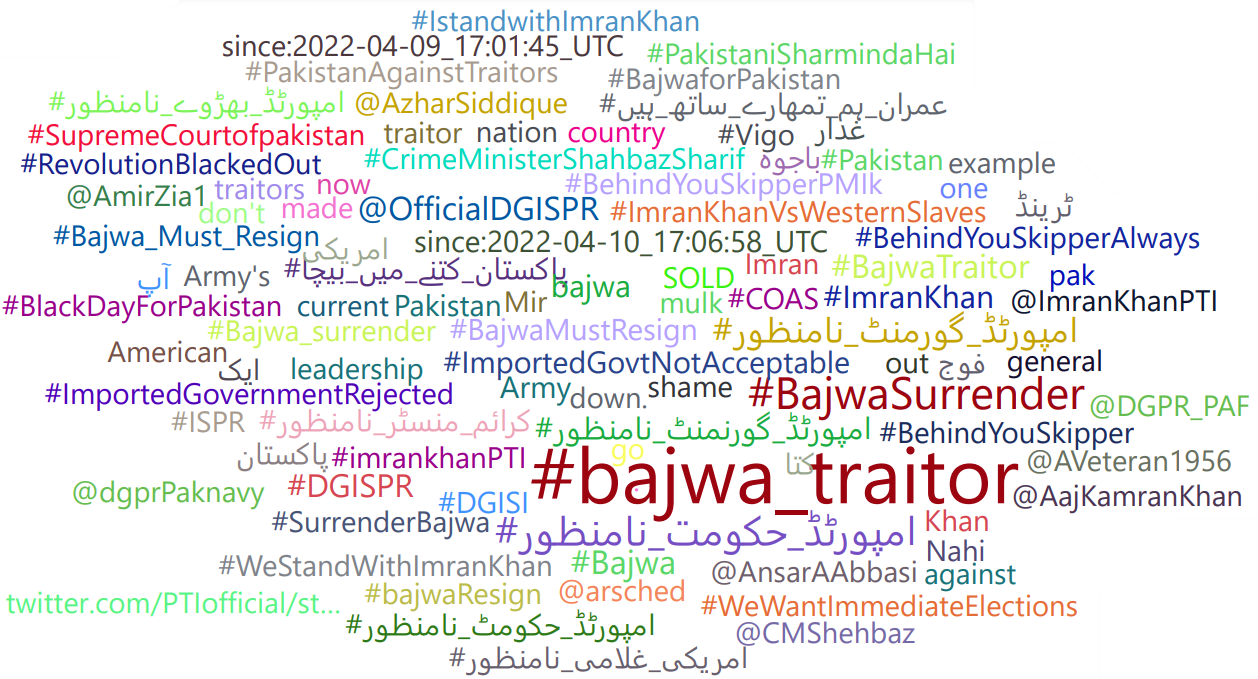 #IstandwithImranKhan
since:2022-04-09_17:01:45_UTC #PakistaniSharmindaHai
#PakistanAgainstTraitors #BajwaforPakistan
#امپورٹڈ_بھڑوے_نامنظور @AzharSiddique #عمران_ہم_تمھارے_ساتھ_ہیں
#SupremeCourtofpakistan traitor nation country #Vigo غدار
#RevolutionBlackedOut #CrimeMinisterShahbazSharif باجوہ #Pakistan example
@AmirZia1 traitors now #BehindYouSkipperPMIk one
don't made @OfficialDGISPR #ImranKhanVsWesternSlaves ٹرینڈ
#Bajwa_Must_Resign امریکی since:2022-04-10_17:06:58_UTC #BehindYouSkipperAlways
آپ Army's #پاکستان_کتنے_میں_بیچا bajwa SOLD Imran #BajwaTraitor pak
#BlackDayForPakistan current Pakistan Mir mulk #COAS #ImranKhan @ImranKhanPTI
#Bajwa_surrender #BajwaMustResign #امپورٹڈ_گورمنٹ_نامنظور
American ایک leadership #ImportedGovtNotAcceptable out فوج general
#ImportedGovernmentRejected Army down. shame #BajwaSurrender @DGPR_PAF
#ISPR #کرائم_منسٹر_نامنظور #امپورٹڈ_گورنمنٹ_نامنظور #BehindYouSkipper
پاکستان #imrankhanPTI go #bajwa_traitor کتا @AVeteran1956
@dgprPaknavy #DGISPR #DGISI @AajKamranKhan
#SurrenderBajwa #امپورٹڈ_حکومت_نامنظور Khan
Nahi
#WeStandWithImranKhan #Bajwa @AnsarAAbbasi against
twitter.com/PTIofficial/st... #bajwaResign @arsched #WeWantImmediateElections
#امپورٹڈ_حکومٹ_نامنظور @CMShehbaz
#امریکی_غلامی_نامنظور